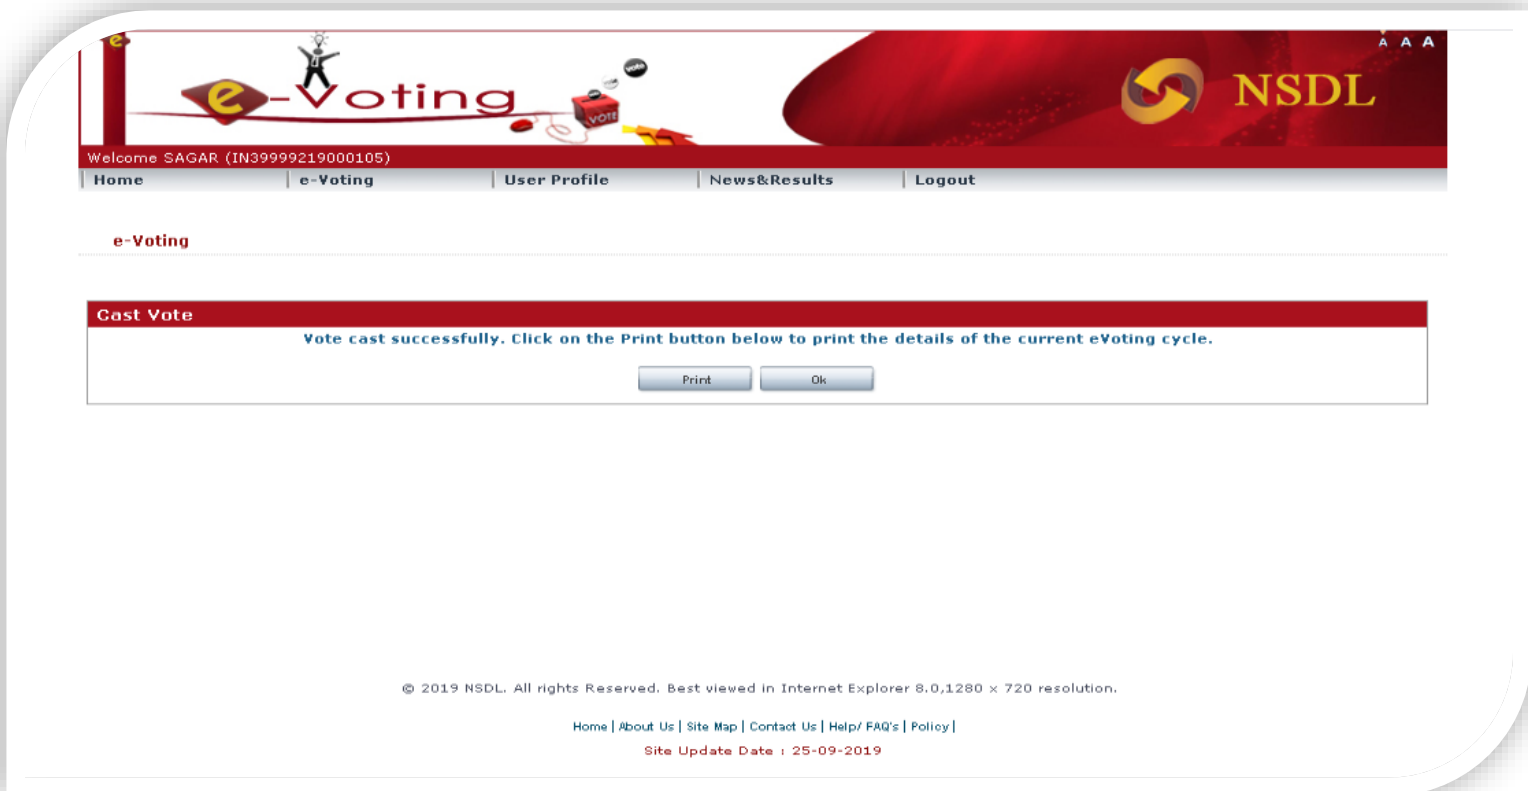 e-
A A A
e-Voting
vote
VOTE
NSDL
Welcome SAGAR (IN39999219000105)
Home e-Voting User Profile News&Results Logout
e-Voting
Cast Vote
Vote cast successfully. Click on the Print button below to print the details of the current eVoting cycle.
Print Ok
© 2019 NSDL. All rights Reserved. Best viewed in Internet Explorer 8.0,1280 x 720 resolution.
Home | About Us | Site Map | Contact Us | Help/ FAQ's | Policy |
Site Update Date : 25-09-2019